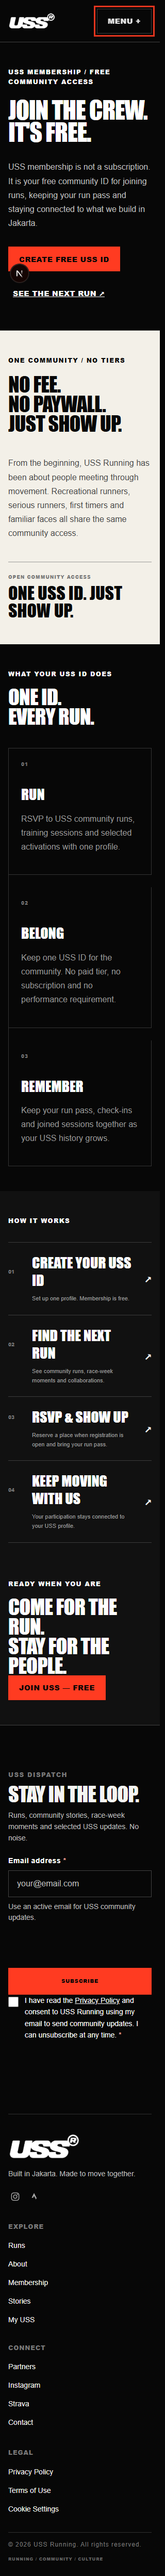 USS®
MENU +
USS MEMBERSHIP / FREE
COMMUNITY ACCESS
JOIN THE CREW.
IT'S FREE.
USS membership is not a subscription.
It is your community ID for joining
runs, keeping your run pass and
staying connected to what we build in
Jakarta.
CREATE FREE USS ID
N
SEE THE NEXT RUN ↗
ONE COMMUNITY / NO TIERS
NO FEE.
NO PAYWALL.
JUST SHOW UP.
From the beginning, USS Running has
been about people meeting through
movement. Recreational runners,
serious runners, first timers and
familiar faces all share the same
community access.
OPEN COMMUNITY ACCESS
ONE USS ID. JUST
SHOW UP.
WHAT YOUR USS ID DOES
ONE ID.
EVERY RUN.
01
RUN
RSVP to USS community runs,
training sessions and selected
activations with one profile.
02
BELONG
Keep one USS ID for the
community. No paid tier, no
subscription and no
performance requirement.
03
REMEMBER
Keep your run pass, check-ins
and joined sessions together as
your USS history grows.
HOW IT WORKS
01
CREATE YOUR USS
ID
Set up one profile. Membership is free.
↗
02
FIND THE NEXT
RUN
See community runs, race-week
moments and collaborations.
↗
03
RSVP & SHOW UP
Reserve a place when registration is
open and bring your run pass.
↗
04
KEEP MOVING
WITH US
Your participation stays connected to
your USS profile.
↗
READY WHEN YOU ARE
COME FOR THE
RUN.
STAY FOR THE
PEOPLE.
JOIN USS — FREE
USS DISPATCH
STAY IN THE LOOP.
Runs, community stories, race-week
moments and selected USS updates. No
noise.
Email address *
your@email.com
Use an active email for USS community
updates.
SUBSCRIBE
I have read the Privacy Policy and
consent to USS Running using my
email to send community updates. I
can unsubscribe at any time. *
USS®
Built in Jakarta. Made to move together.
EXPLORE
Runs
About
Membership
Stories
My USS
CONNECT
Partners
Instagram
Strava
Contact
LEGAL
Privacy Policy
Terms of Use
Cookie Settings
© 2026 USS Running. All rights reserved.
RUNNING / COMMUNITY / CULTURE